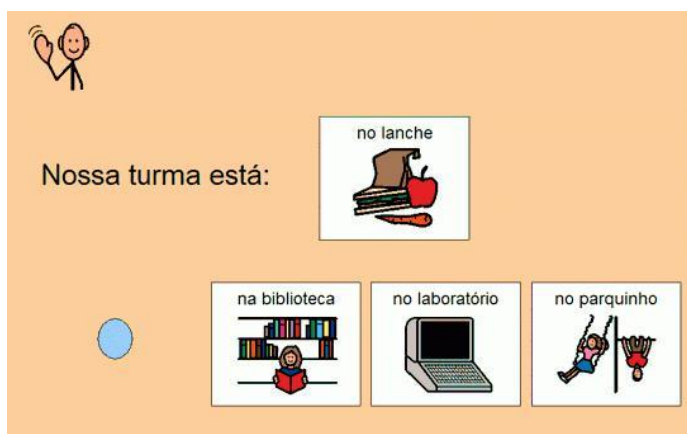 no lanche
Nossa turma está:
na biblioteca
no laboratório
no parquinho